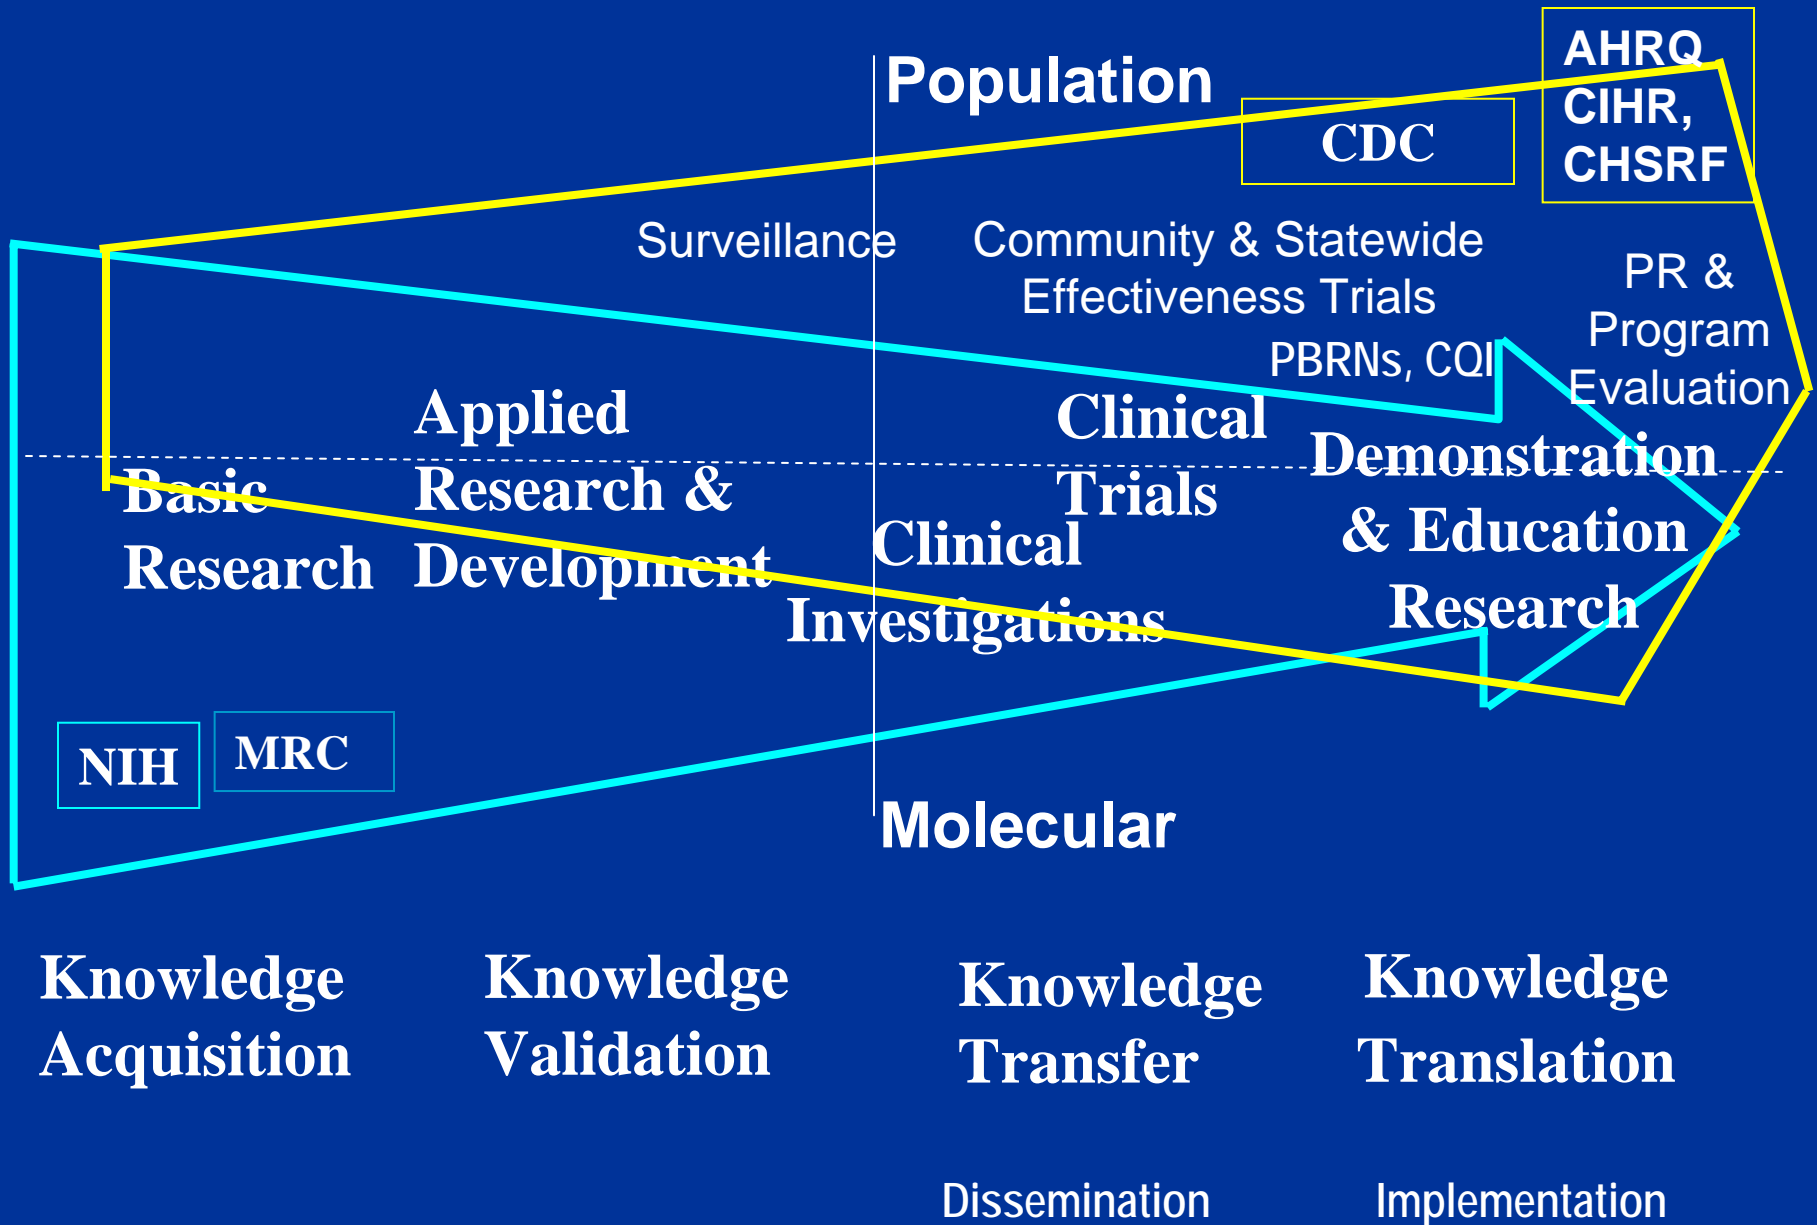 Population
AHRQ
CIHR,
CHSRF
CDC
Surveillance
Community & Statewide
Effectiveness Trials
PBRNs, CQI
PR &
Program
Evaluation
Basic
Research
Applied
Research &
Development
Clinical
Investigations
Clinical
Trials
Demonstration
& Education
Research
NIH
MRC
Molecular
Knowledge
Acquisition
Knowledge
Validation
Knowledge
Transfer
Knowledge
Translation
Dissemination
Implementation